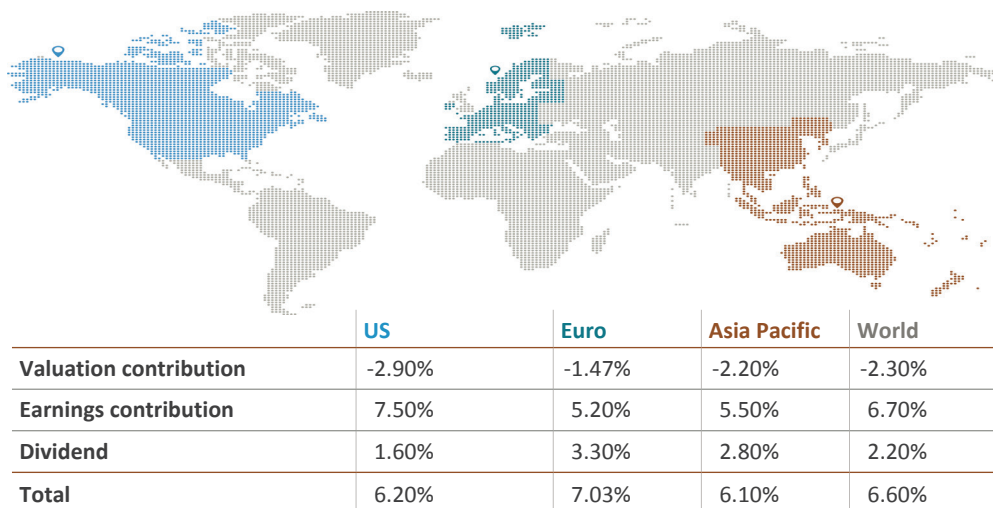 US Euro Asia Pacific World
Valuation contribution -2.90% -1.47% -2.20% -2.30%
Earnings contribution 7.50% 5.20% 5.50% 6.70%
Dividend 1.60% 3.30% 2.80% 2.20%
Total 6.20% 7.03% 6.10% 6.60%